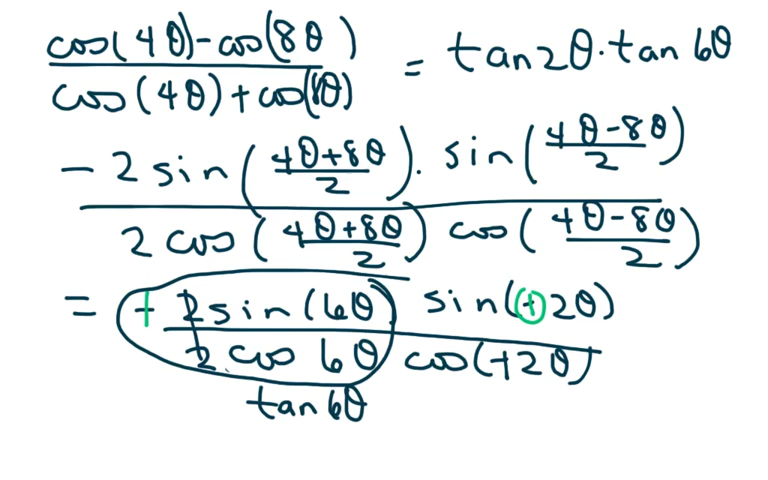 cos(4θ)-cos(8θ)
cos(4θ)+cos(8θ)
= tan2θ·tan6θ
-2sin(4θ+8θ/2)·sin(4θ-8θ/2)
2cos(4θ+8θ/2)cos(4θ-8θ/2)
= + 2sin(6θ) sin(+2θ)
2cos6θ cos(+2θ)
tan6θ